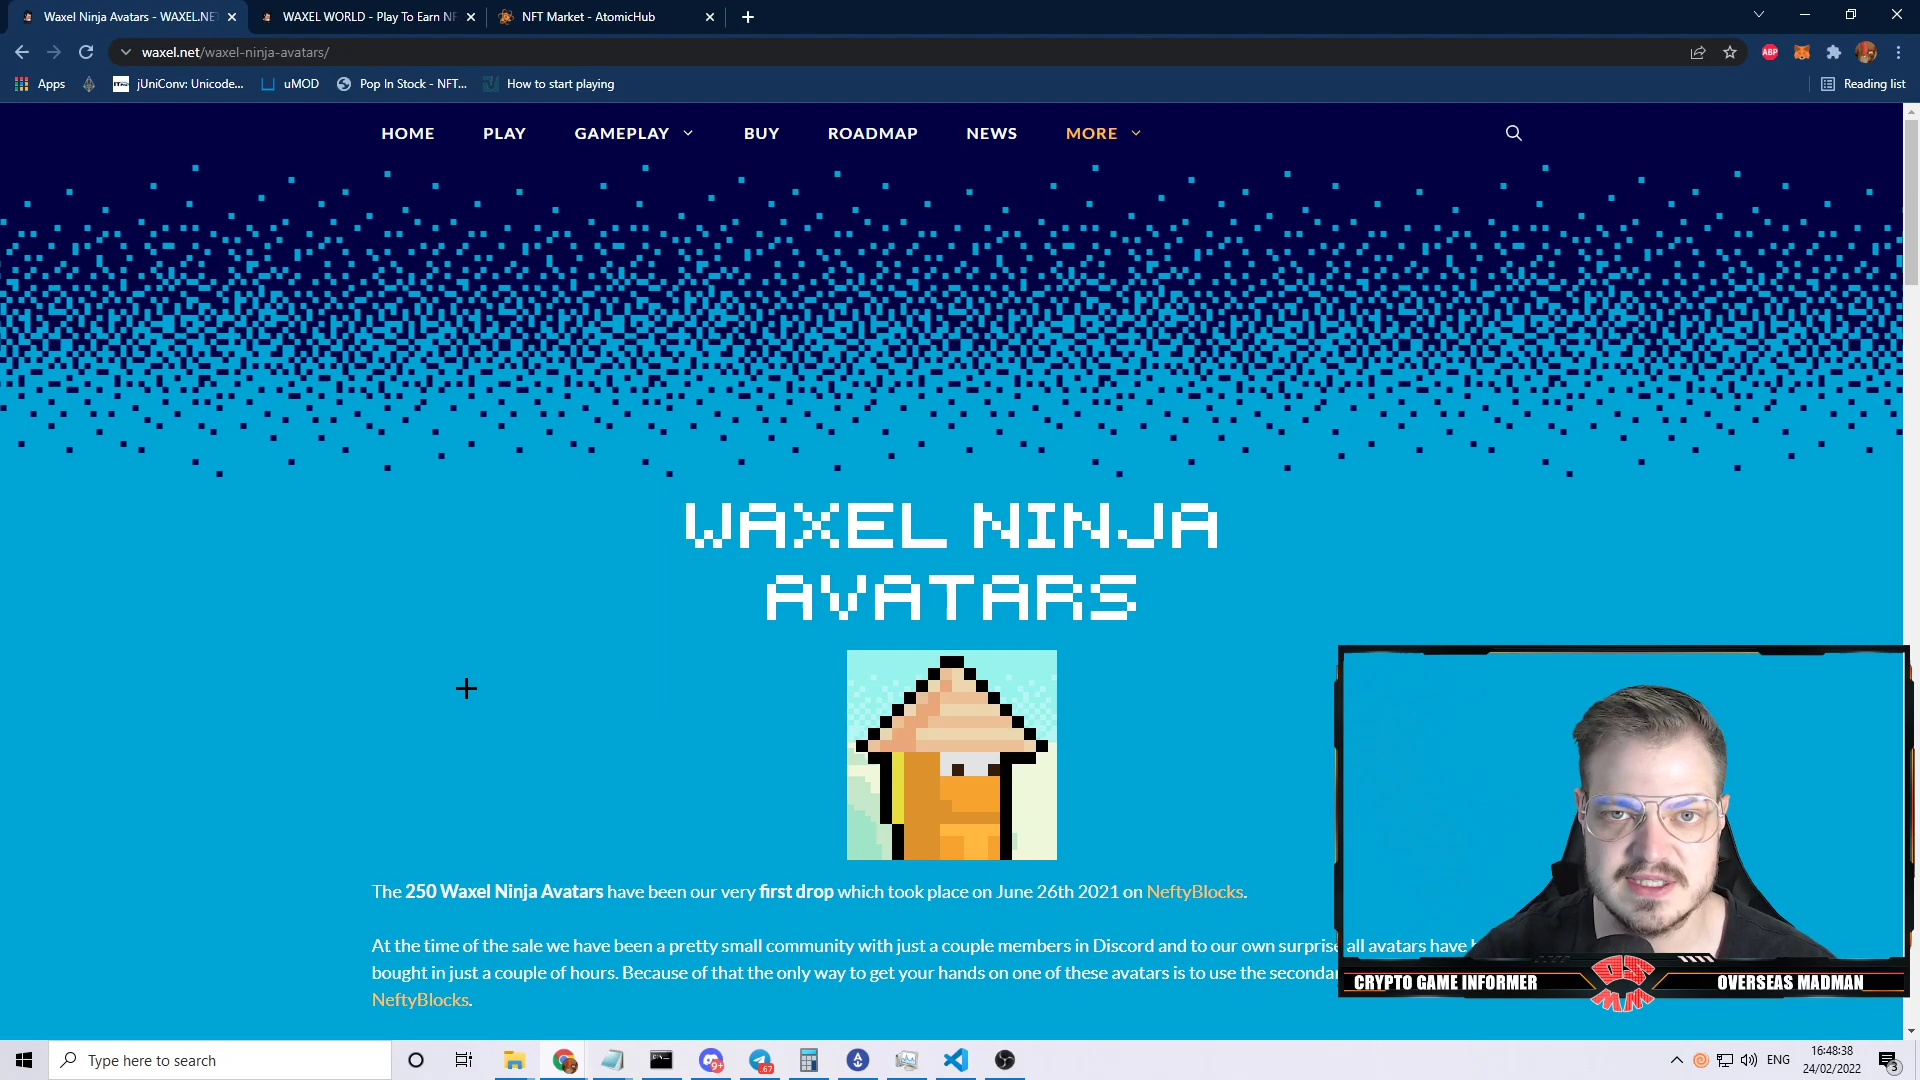 Waxel Ninja Avatars - WAXEL.NE
WAXEL WORLD - Play To Earn NF
NFT Market - AtomicHub
waxel.net/waxel-ninja-avatars/
ABP
Apps
jUniConv: Unicode...
uMOD
Pop In Stock - NFT...
How to start playing
Reading list
HOME
PLAY
GAMEPLAY
BUY
ROADMAP
NEWS
MORE
WAXEL NINJA
AVATARS
The 250 Waxel Ninja Avatars have been our very first drop which took place on June 26th 2021 on NeftyBlocks.
At the time of the sale we have been a pretty small community with just a couple members in Discord and to our own surprise all avatars have
bought in just a couple of hours. Because of that the only way to get your hands on one of these avatars is to use the
NeftyBlocks.
CRYPTO GAME INFORMER
OS
MM
OVERSEAS MADMAN
Type here to search
9+
67
ENG
16:48:38
24/02/2022
3